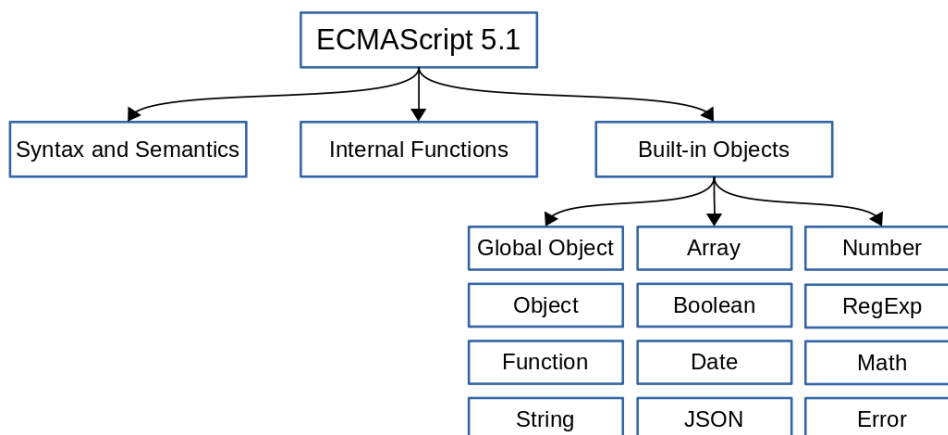 ECMAScript 5.1
Syntax and Semantics
Internal Functions
Built-in Objects
Global Object
Array
Number
Object
Boolean
RegExp
Function
Date
Math
String
JSON
Error